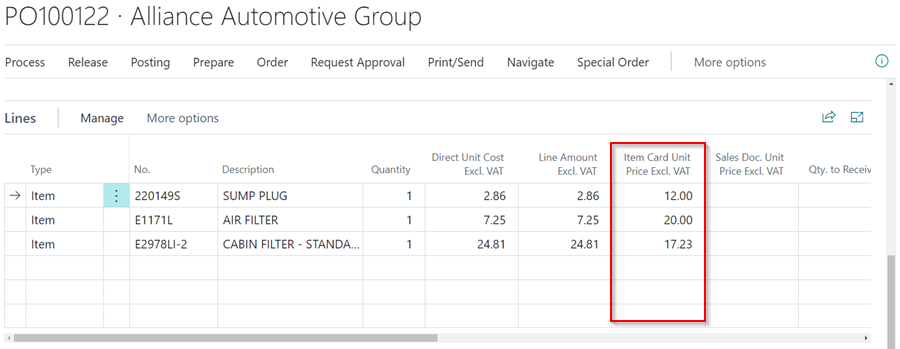 PO100122 · Alliance Automotive Group
Process Release Posting Prepare Order Request Approval Print/Send Navigate Special Order More options
Lines Manage More options
Type No. Description Quantity Direct Unit Cost Excl. VAT Line Amount Excl. VAT Item Card Unit Price Excl. VAT Sales Doc. Unit Price Excl. VAT Qty. to Receiv
Item 220149S SUMP PLUG 1 2.86 2.86 12.00
Item E1171L AIR FILTER 1 7.25 7.25 20.00
Item E2978LI-2 CABIN FILTER - STANDA... 1 24.81 24.81 17.23